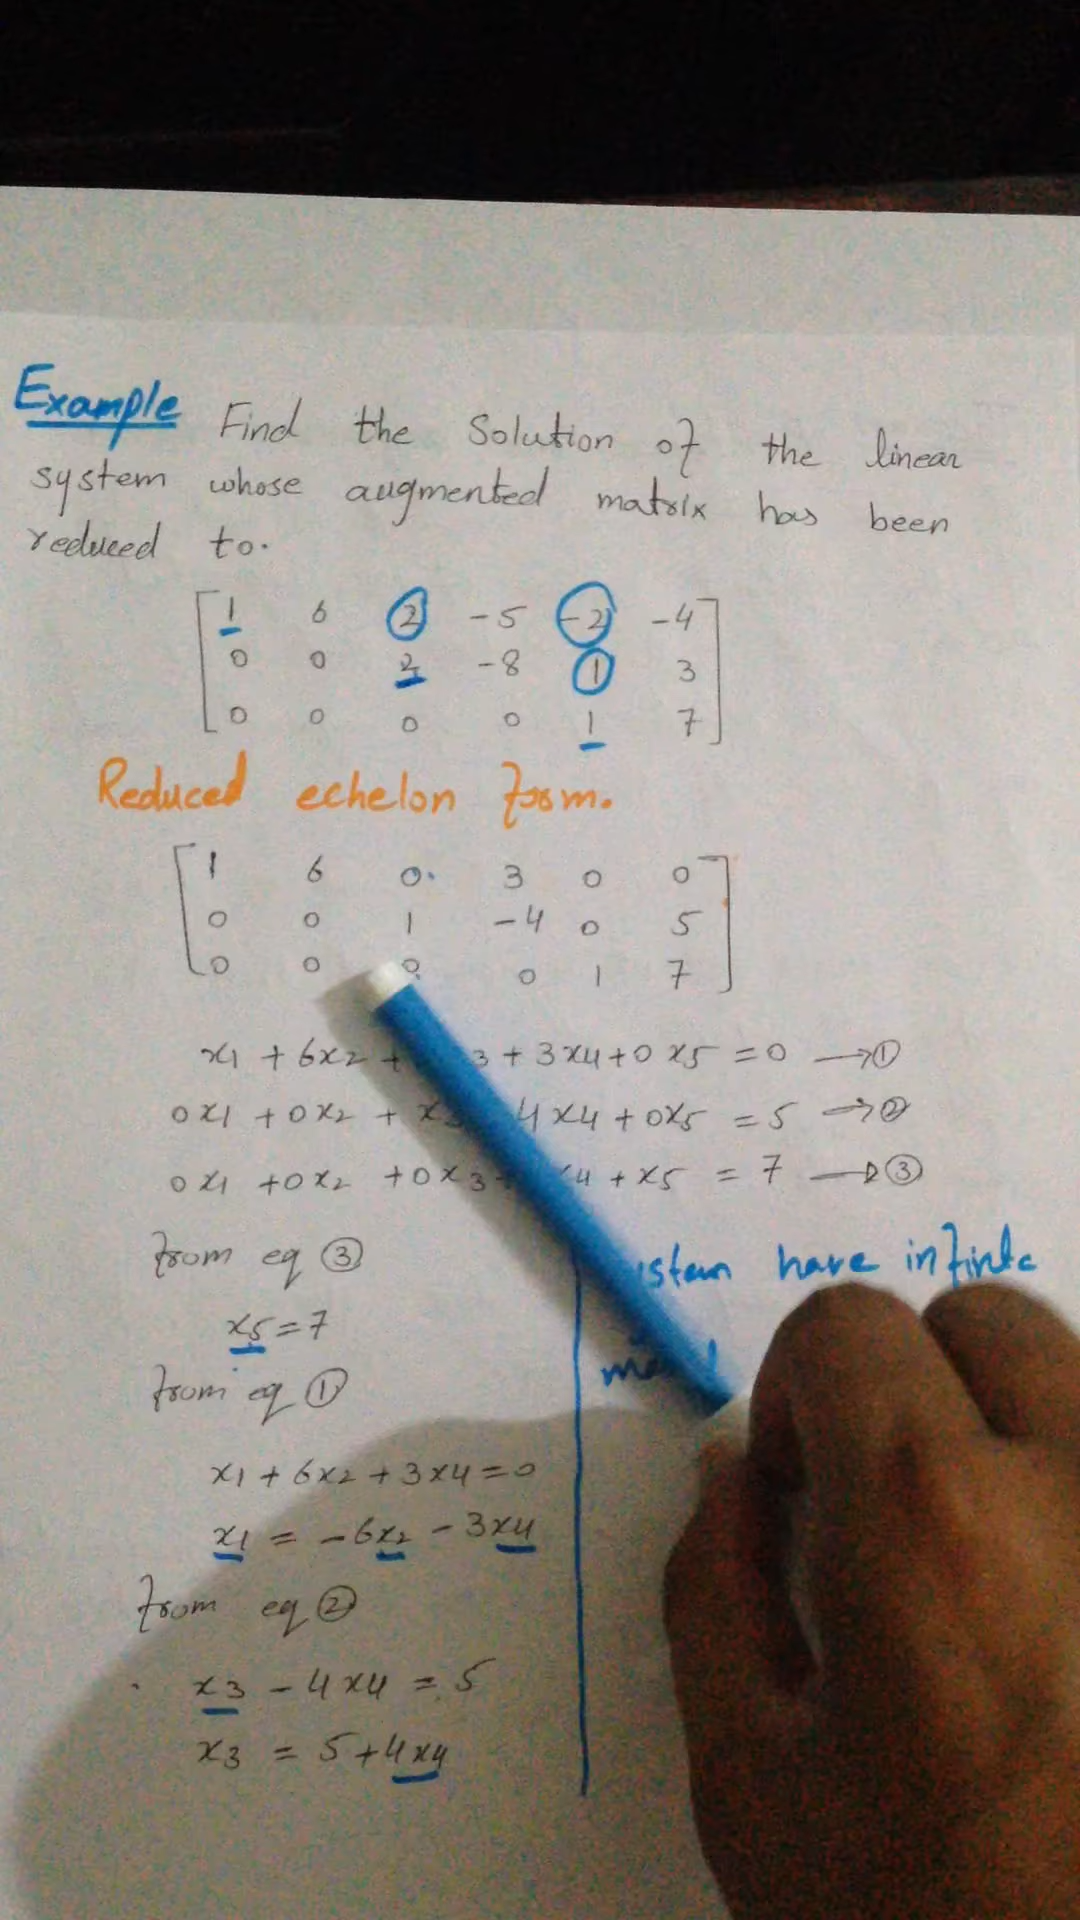 Example Find the Solution of the linear
system whose augmented matrix has been
reduced to.
1 6 2 -5 -2 -4
0 0 2 -8 1 3
0 0 0 0 1 7
Reduced echelon form.
1 6 0 3 0 0
0 0 1 -4 0 5
0 0 0 0 1 7
x1 + 6x2 + 3 + 3x4 + 0x5 = 0 → ①
0x1 + 0x2 + x3 4x4 + 0x5 = 5 → ②
0x1 + 0x2 + 0x3 x4 + x5 = 7 → ③
from eq ③
x5 = 7
from eq ①
x1 + 6x2 + 3x4 = 0
x1 = -6x2 - 3x4
from eq ②
x3 - 4x4 = 5
x3 = 5 + 4x4
have infinite